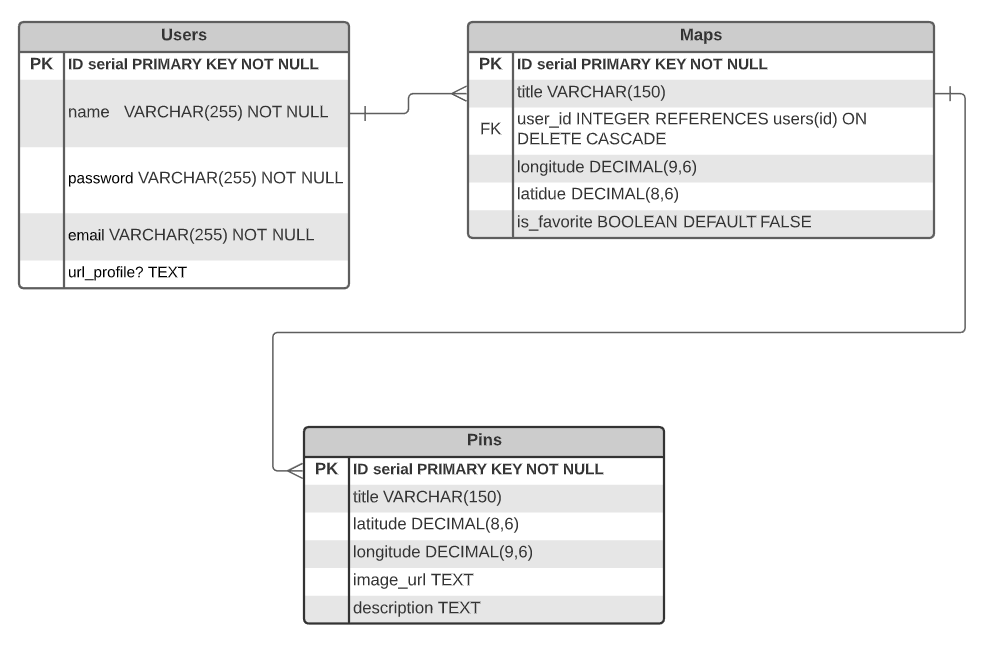 Users
PK ID serial PRIMARY KEY NOT NULL
name VARCHAR(255) NOT NULL
password VARCHAR(255) NOT NULL
email VARCHAR(255) NOT NULL
url_profile? TEXT
Maps
PK ID serial PRIMARY KEY NOT NULL
title VARCHAR(150)
FK user_id INTEGER REFERENCES users(id) ON
DELETE CASCADE
longitude DECIMAL(9,6)
latidue DECIMAL(8,6)
is_favorite BOOLEAN DEFAULT FALSE
Pins
PK ID serial PRIMARY KEY NOT NULL
title VARCHAR(150)
latitude DECIMAL(8,6)
longitude DECIMAL(9,6)
image_url TEXT
description TEXT